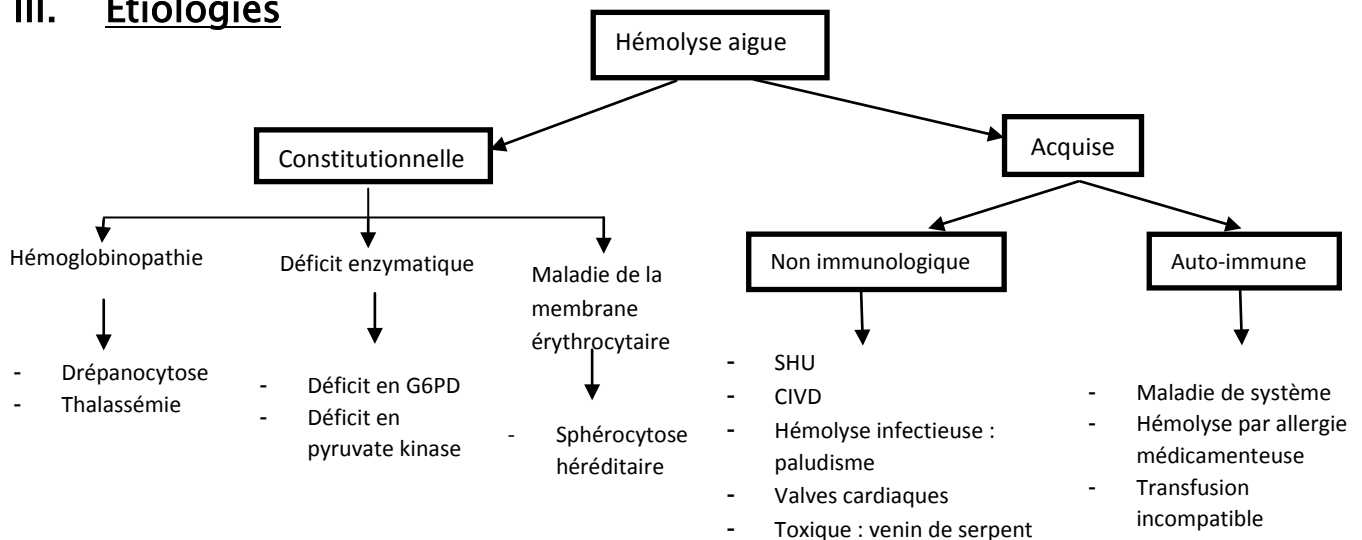 III. Etiologies
Hémolyse aigue
Constitutionnelle
Acquise
Hémoglobinopathie
Déficit enzymatique
Maladie de la
membrane
érythrocytaire
Non immunologique
Auto-immune
- Drépanocytose
- Thalassémie
- Déficit en G6PD
- Déficit en
pyruvate kinase
- Sphérocytose
héréditaire
- SHU
- CIVD
- Hémolyse infectieuse :
paludisme
- Valves cardiaques
- Toxique : venin de serpent
- Maladie de système
- Hémolyse par allergie
médicamenteuse
- Transfusion
incompatible